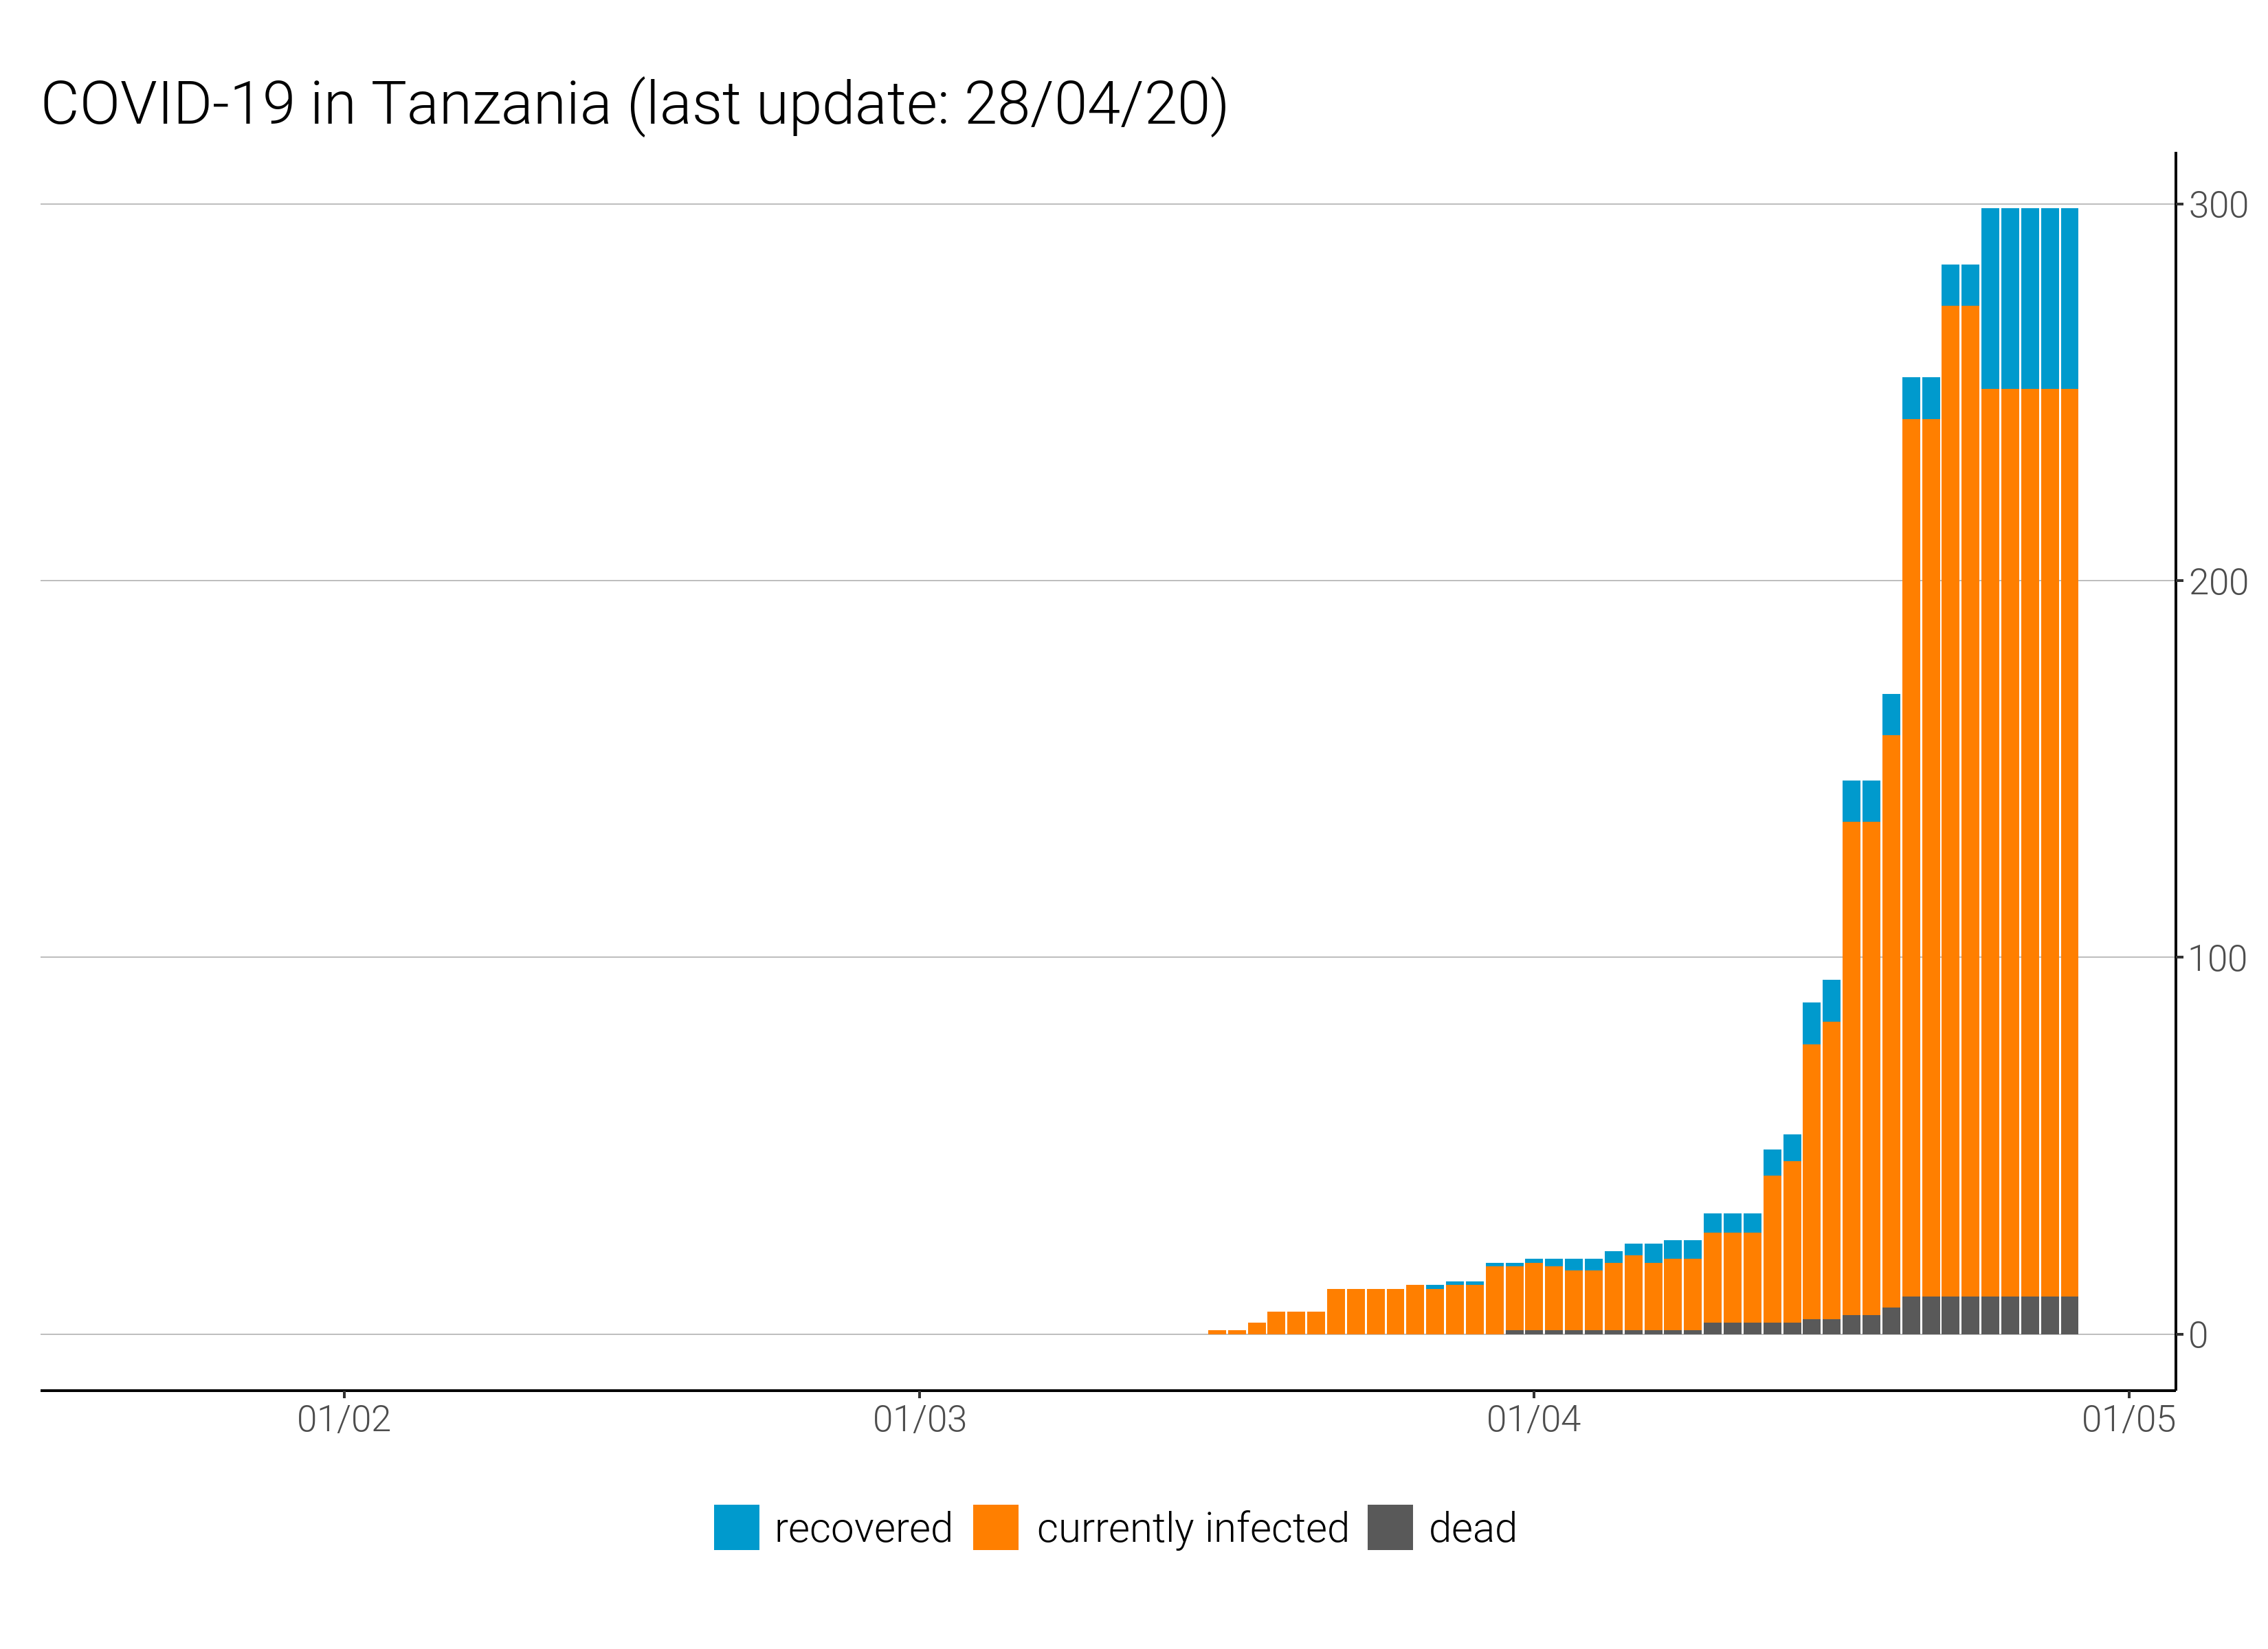 COVID-19 in Tanzania (last update: 28/04/20)
300
200
100
0
01/02 01/03 01/04 01/05
recovered currently infected dead